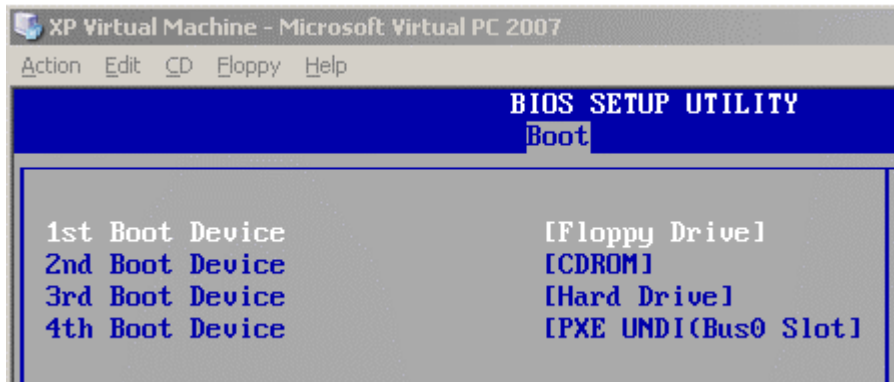 XP Virtual Machine - Microsoft Virtual PC 2007
Action Edit CD Floppy Help
BIOS SETUP UTILITY
Boot
1st Boot Device [Floppy Drive]
2nd Boot Device [CDROM]
3rd Boot Device [Hard Drive]
4th Boot Device [PXE UNDI(Bus0 Slot]